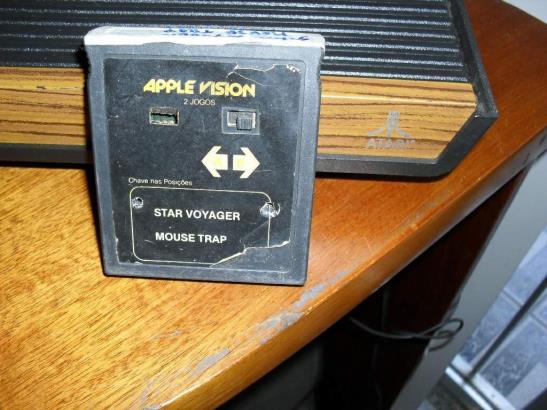 APPLE VISION
2 JOGOS
A B
Chave nas Posições
STAR VOYAGER
MOUSE TRAP
ATARI